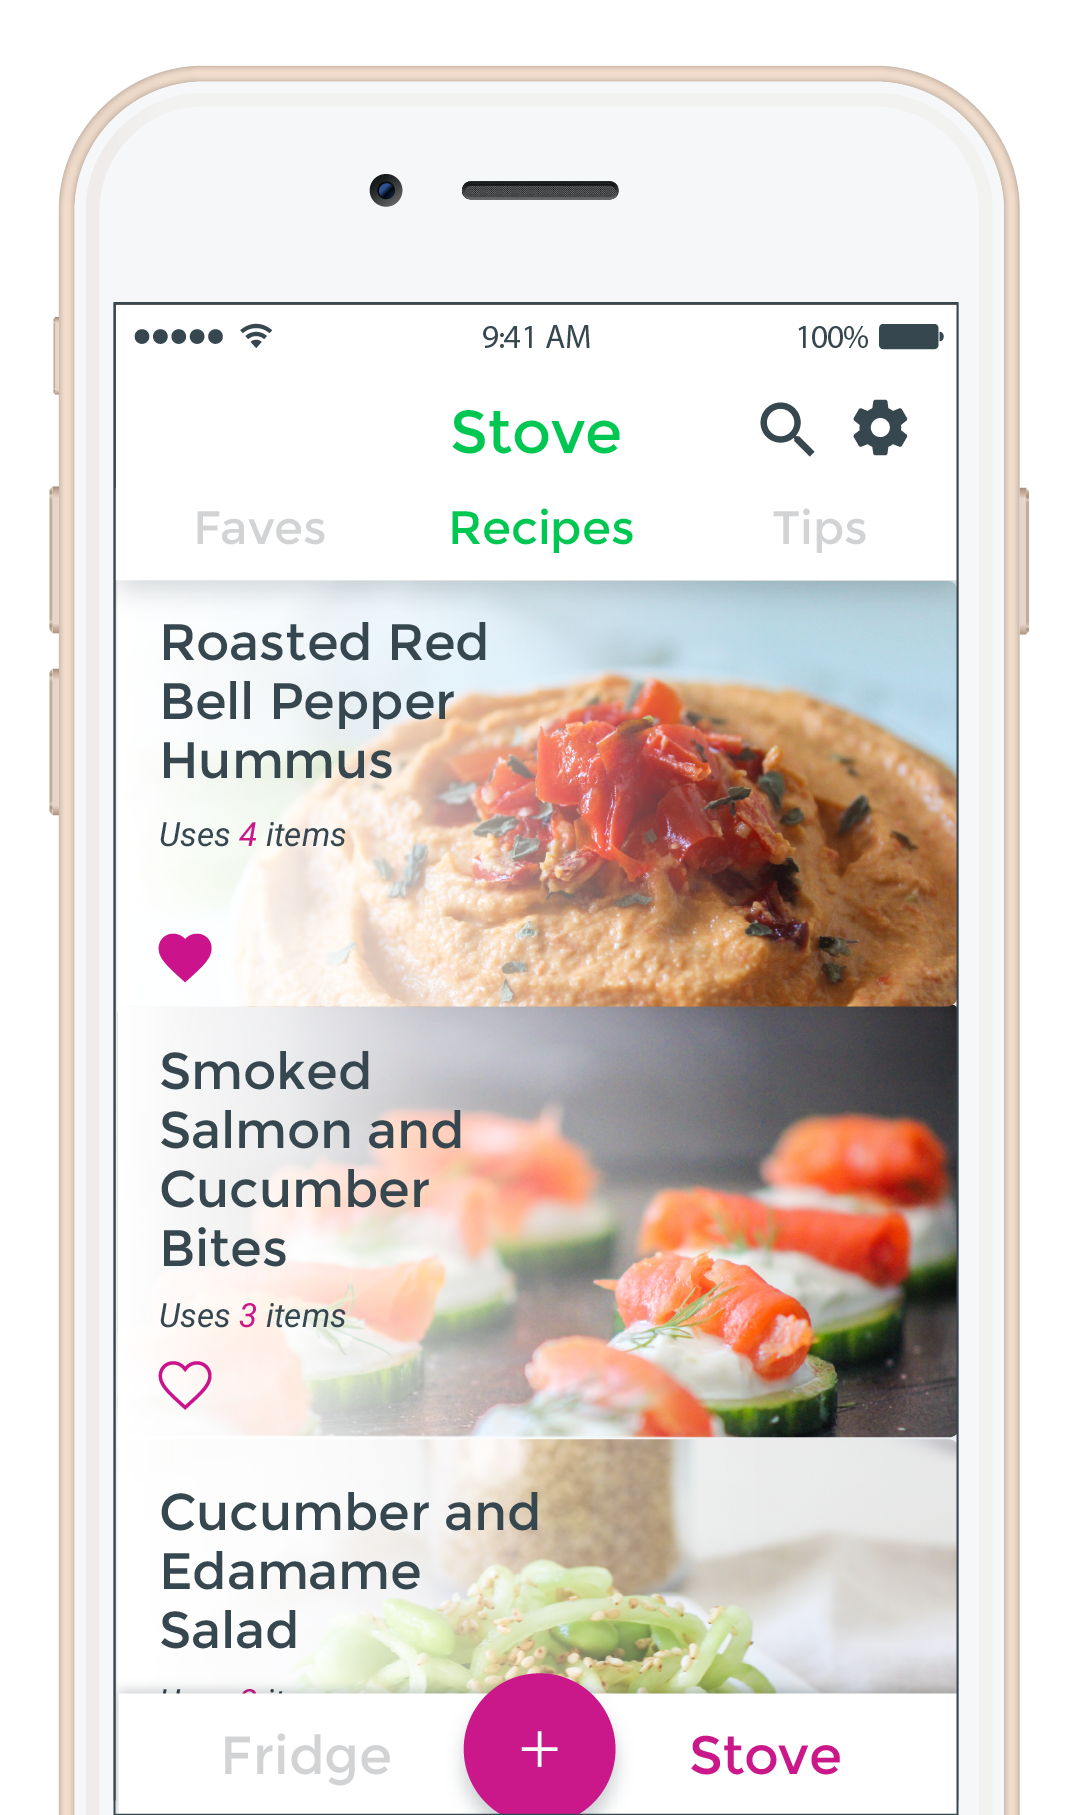 9:41 AM 100%
Stove
Faves Recipes Tips
Roasted Red
Bell Pepper
Hummus
Uses 4 items
Smoked
Salmon and
Cucumber
Bites
Uses 3 items
Cucumber and
Edamame
Salad
Fridge + Stove